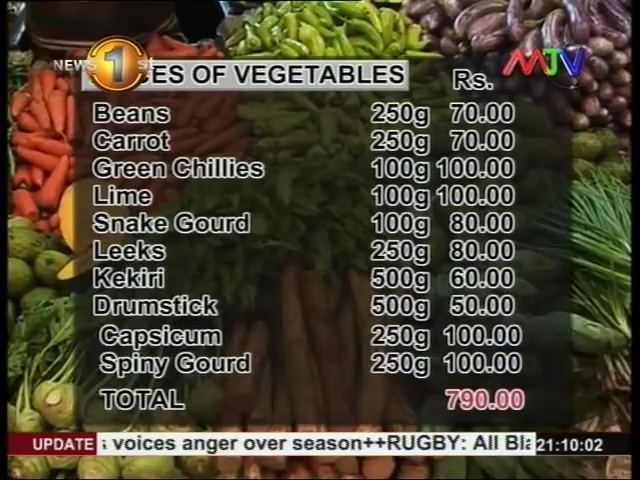 NEWS 1st
ES OF VEGETABLES Rs.
MTV
Beans 250g 70.00
Carrot 250g 70.00
Green Chillies 100g 100.00
Lime 100g 100.00
Snake Gourd 100g 80.00
Leeks 250g 80.00
Kekiri 500g 60.00
Drumstick 500g 50.00
Capsicum 250g 100.00
Spiny Gourd 250g 100.00
TOTAL 790.00
UPDATE voices anger over season++RUGBY: All Bla 21:10:02